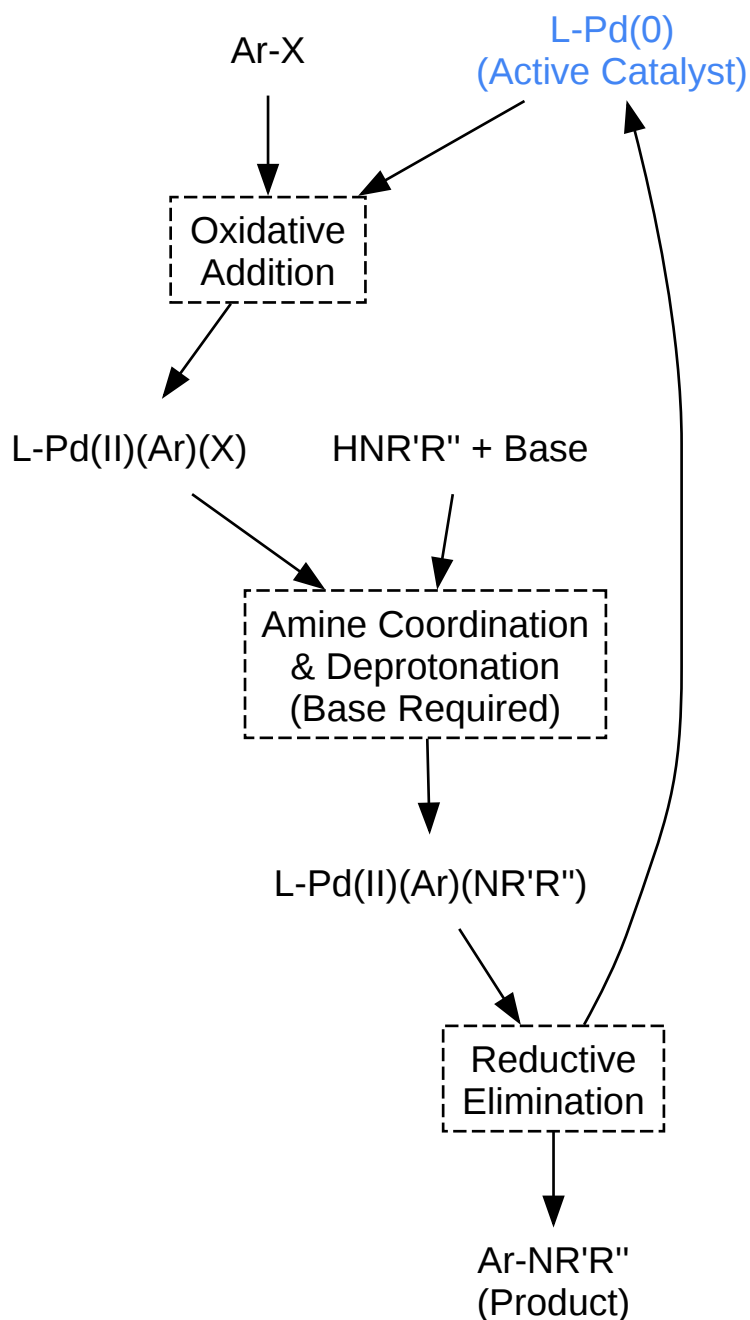 Ar-X
L-Pd(0)
(Active Catalyst)
Oxidative
Addition
L-Pd(II)(Ar)(X)
HNR'R'' + Base
Amine Coordination
& Deprotonation
(Base Required)
L-Pd(II)(Ar)(NR'R'')
Reductive
Elimination
Ar-NR'R''
(Product)